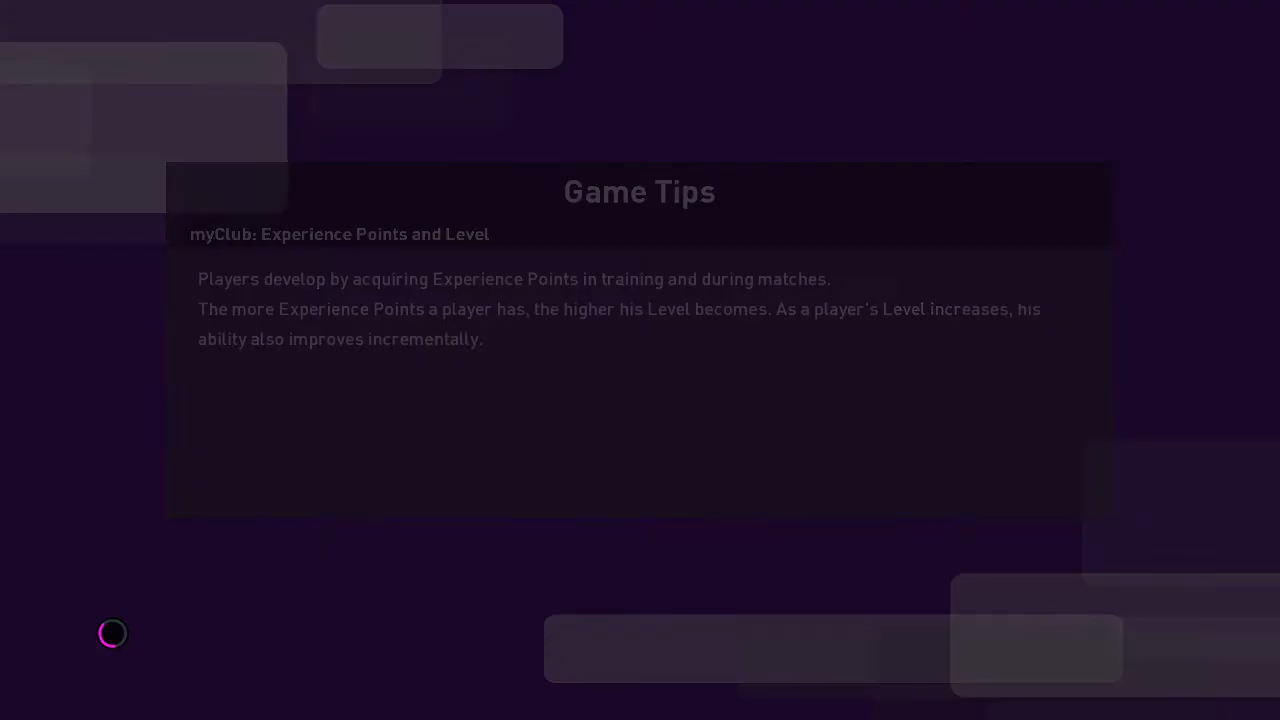 Game Tips
myClub: Experience Points and Level
Players develop by acquiring Experience Points in training and during matches.
The more Experience Points a player has, the higher his Level becomes. As a player's Level increases, his
ability also improves incrementally.